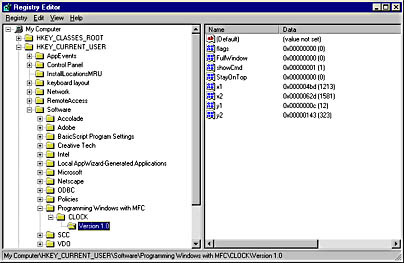 Registry Editor
Registry Edit View Help
My Computer
HKEY_CLASSES_ROOT
HKEY_CURRENT_USER
AppEvents
Control Panel
InstallLocationsMRU
keyboard layout
Network
RemoteAccess
Software
Accolade
Adobe
BasicScript Program Settings
Creative Tech
Intel
Local AppWizard-Generated Applications
Microsoft
Netscape
ODBC
Policies
Programming Windows with MFC
CLOCK
Version 1.0
SCC
VDO
Name Data
(Default) (value not set)
flags 0x00000000 (0)
FullWindow 0x00000000 (0)
showCmd 0x00000001 (1)
StayOnTop 0x00000000 (0)
x1 0x000004bd (1213)
x2 0x0000062d (1581)
y1 0x0000000c (12)
y2 0x00000143 (323)
My Computer\HKEY_CURRENT_USER\Software\Programming Windows with MFC\CLOCK\Version 1.0